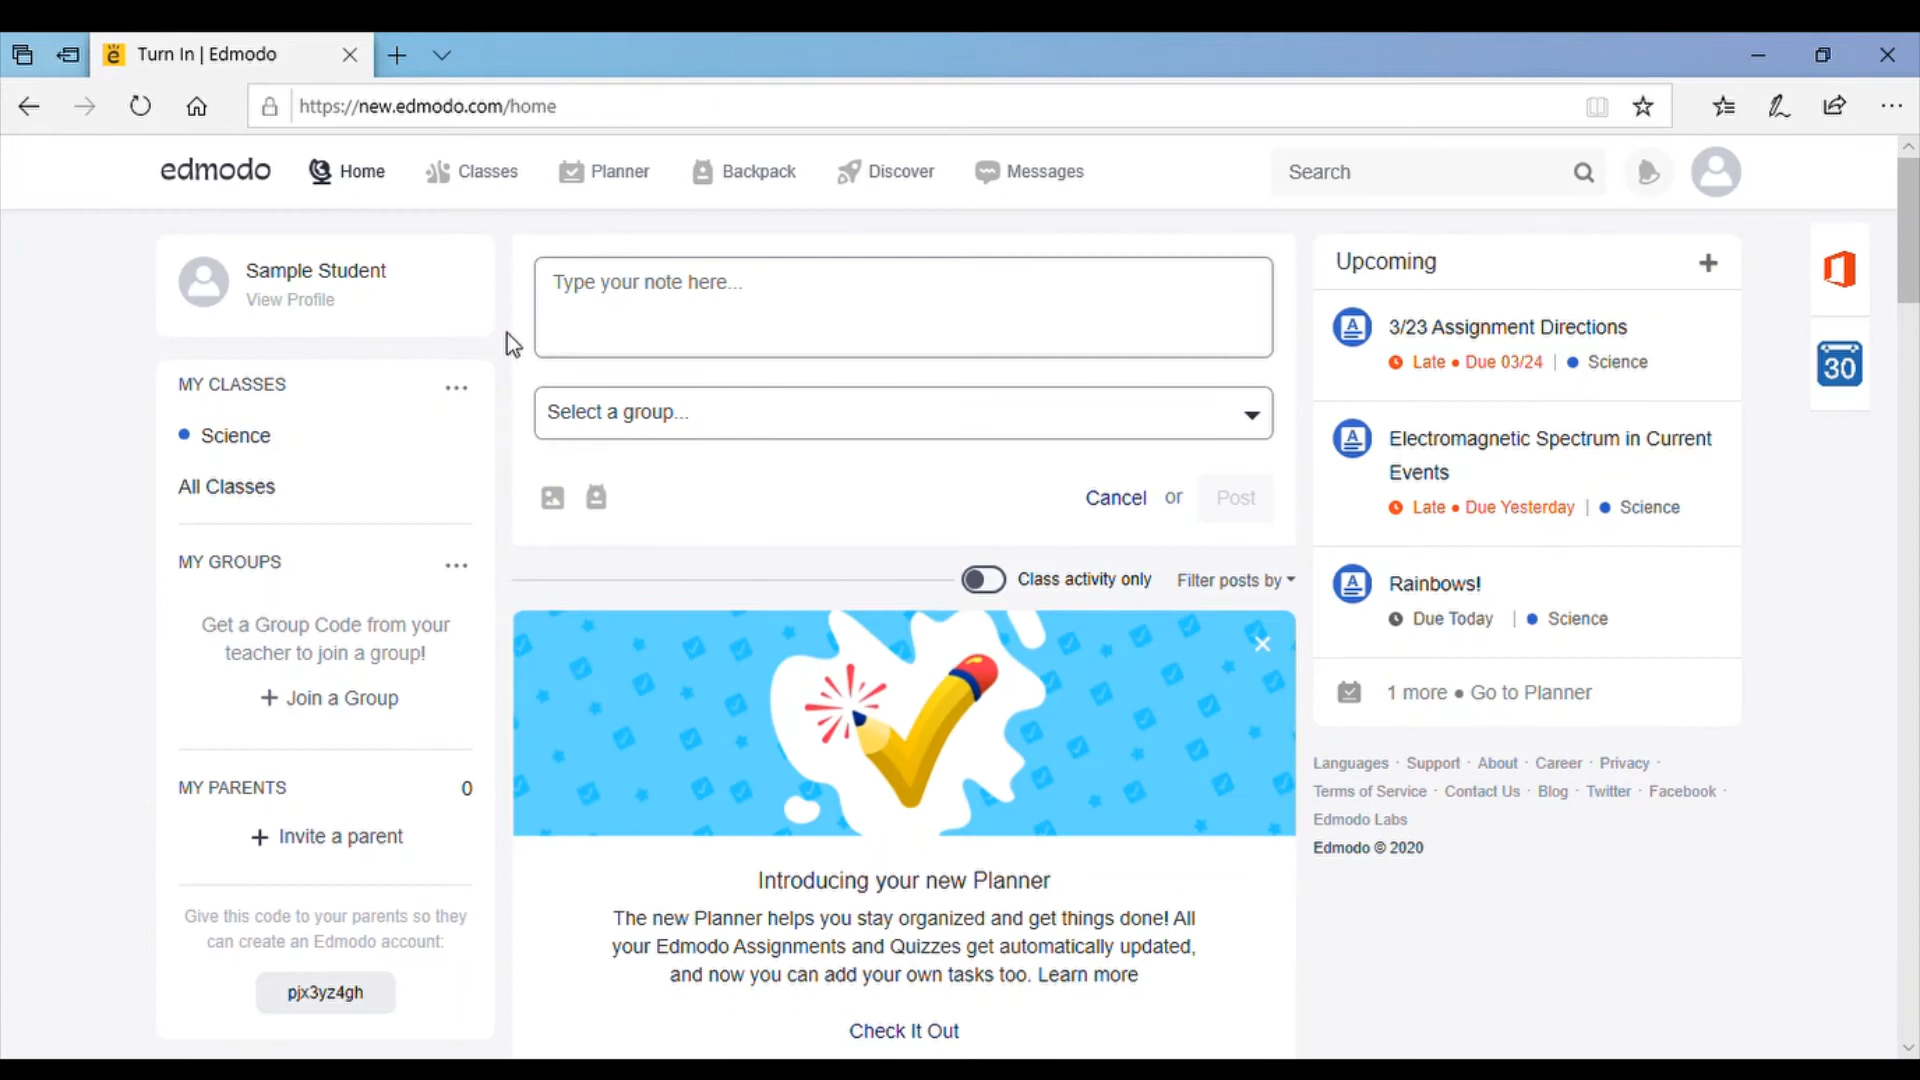 Turn In | Edmodo
https://new.edmodo.com/home
edmodo
Home
Classes
Planner
Backpack
Discover
Messages
Search
Sample Student
View Profile
MY CLASSES
Science
All Classes
MY GROUPS
Get a Group Code from your
teacher to join a group!
+ Join a Group
MY PARENTS 0
+ Invite a parent
Give this code to your parents so they
can create an Edmodo account:
pjx3yz4gh
Type your note here...
Select a group...
Cancel or Post
Class activity only
Filter posts by
Introducing your new Planner
The new Planner helps you stay organized and get things done! All
your Edmodo Assignments and Quizzes get automatically updated,
and now you can add your own tasks too. Learn more
Check It Out
Upcoming +
3/23 Assignment Directions
Late • Due 03/24 | Science
Electromagnetic Spectrum in Current
Events
Late • Due Yesterday | Science
Rainbows!
Due Today | Science
1 more • Go to Planner
Languages · Support · About · Career · Privacy ·
Terms of Service · Contact Us · Blog · Twitter · Facebook ·
Edmodo Labs
Edmodo © 2020
30